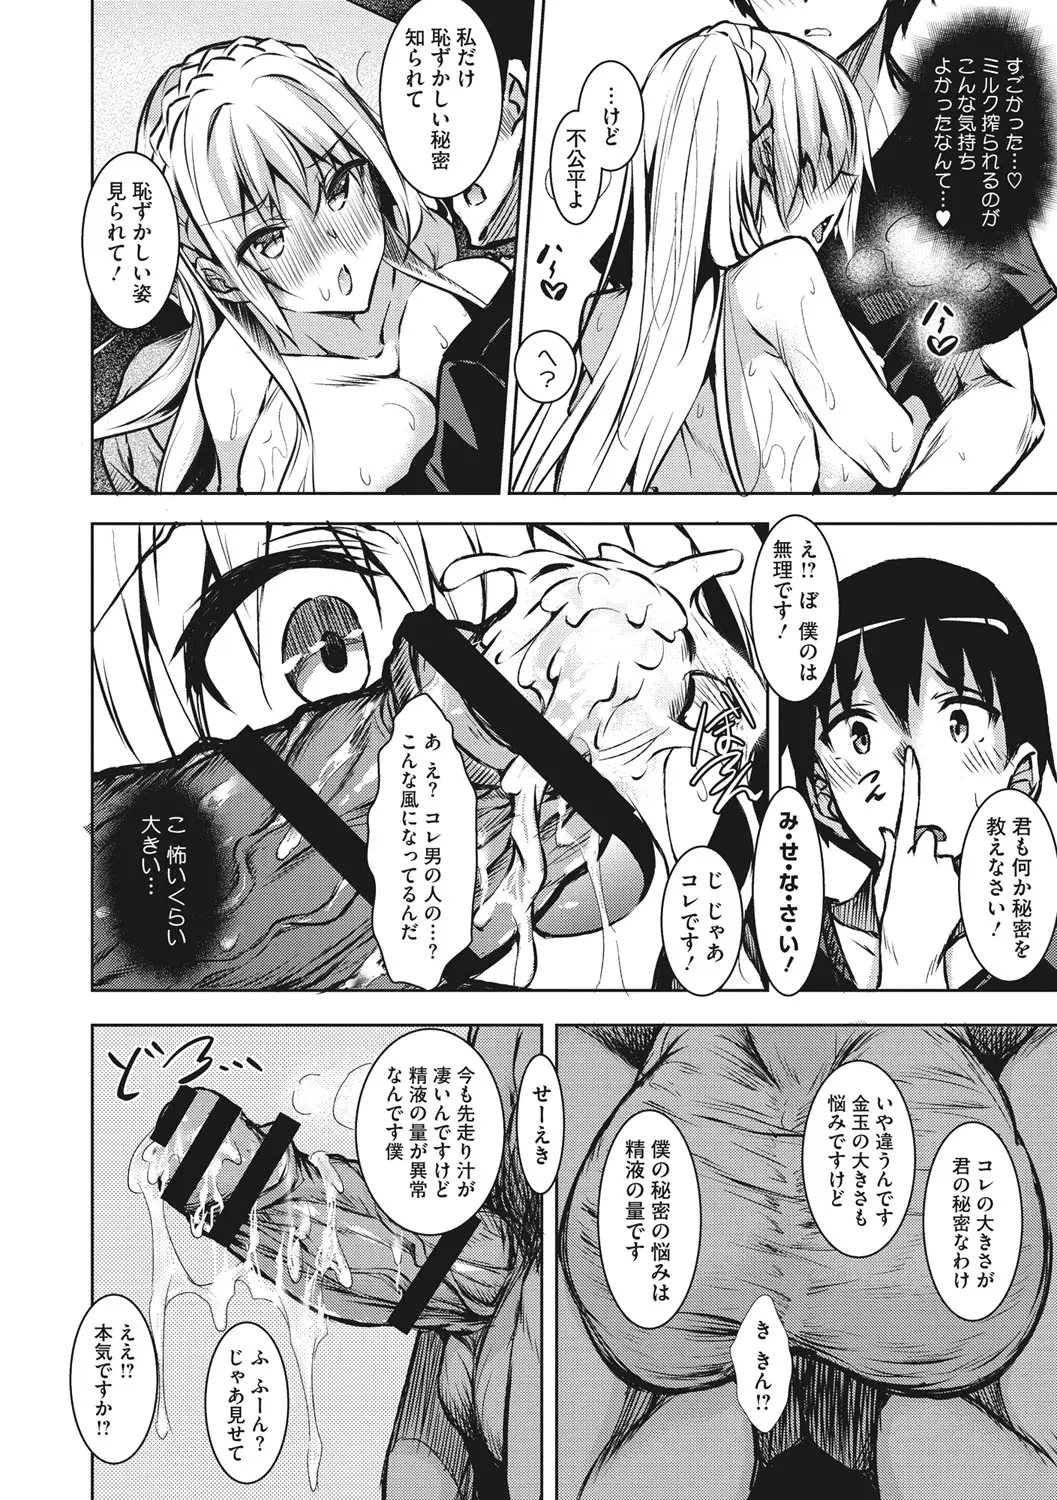 すごかった…♡
ミルク搾られるのが
こんな気持ち
よかったなんて…♥
…けど
不公平よ
ハー♡
ハー♡
へ？
私だけ
恥ずかしい秘密
知られて
恥ずかしい姿
見られて！
君も何か秘密を
教えなさい！
え!? ぼ 僕のは
無理です！
み・せ・な・さ・い！
じ じゃあ
コレです！
ぼろん
あ え？ コレ男の人の…？
こんな風になってるんだ
こ 怖いくらい
大きい…
コレの大きさが
君の秘密なわけ
いや違うんです
金玉の大きさも
悩みですけど
き きん!?
僕の秘密の悩みは
精液の量です
せーえき
今も先走り汁が
凄いんですけど
精液の量が異常
なんです僕
どろ…
ふ ふーん？
じゃあ見せて
ええ!?
本気ですか!?